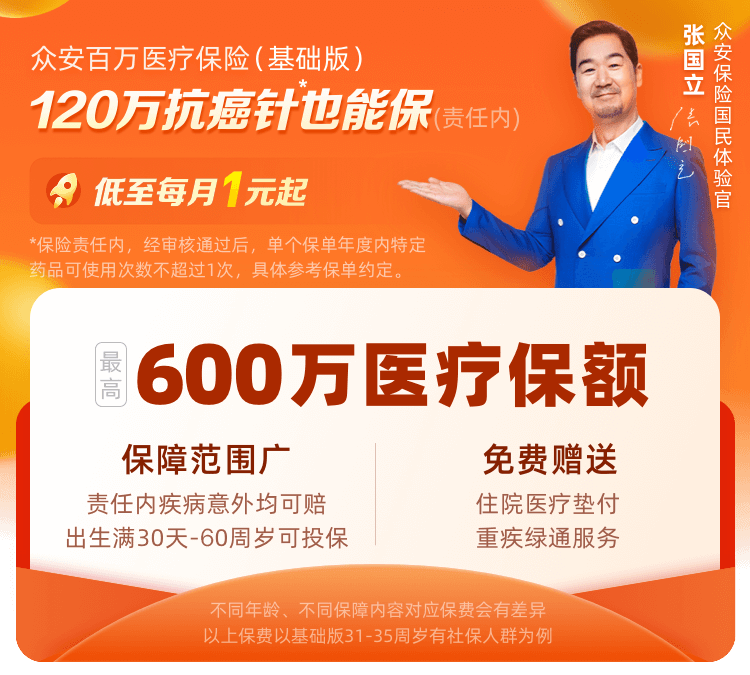 众安百万医疗保险(基础版)
120万抗癌针*也能保(责任内)
低至每月1元起
*保险责任内，经审核通过后，单个保单年度内特定
药品可使用次数不超过1次，具体参考保单约定。
众安保险国民体验官
张国立
张国立
最高
600万医疗保额
保障范围广
责任内疾病意外均可赔
出生满30天-60周岁可投保
免费赠送
住院医疗垫付
重疾绿通服务
不同年龄、不同保障内容对应保费会有差异
以上保费以基础版31-35周岁有社保人群为例